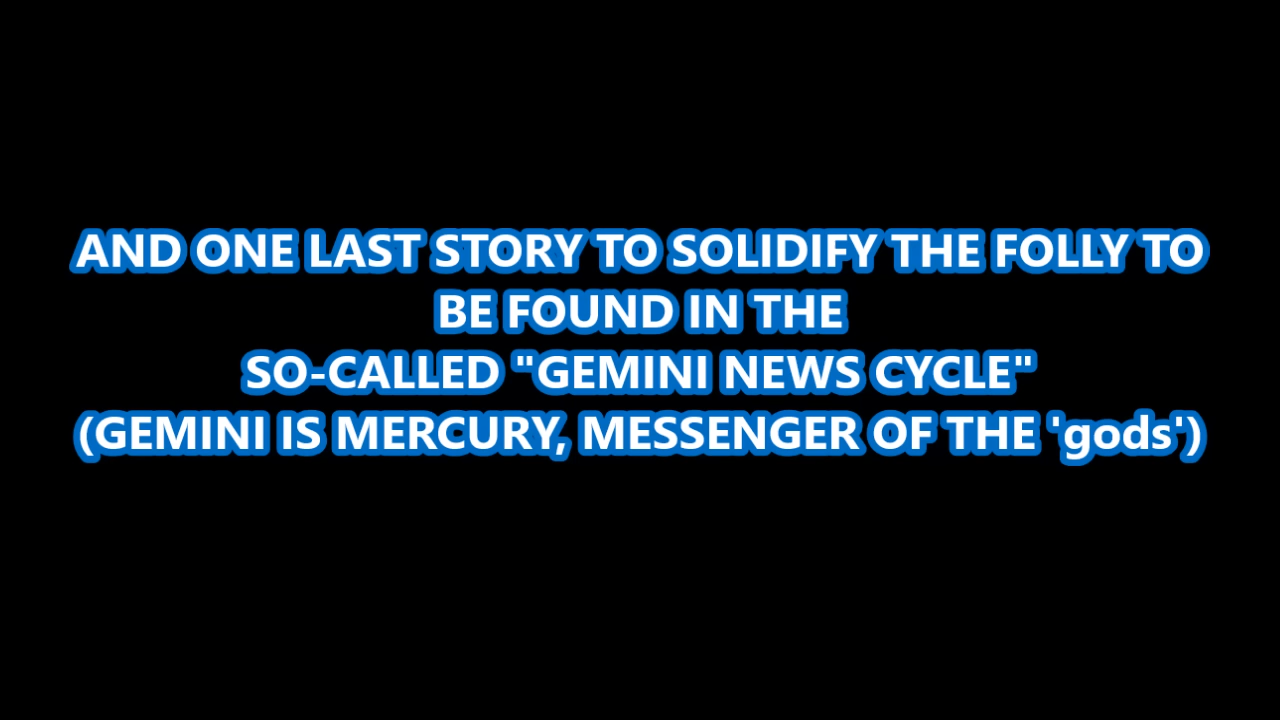 AND ONE LAST STORY TO SOLIDIFY THE FOLLY TO
BE FOUND IN THE
SO-CALLED "GEMINI NEWS CYCLE"
(GEMINI IS MERCURY, MESSENGER OF THE 'gods')